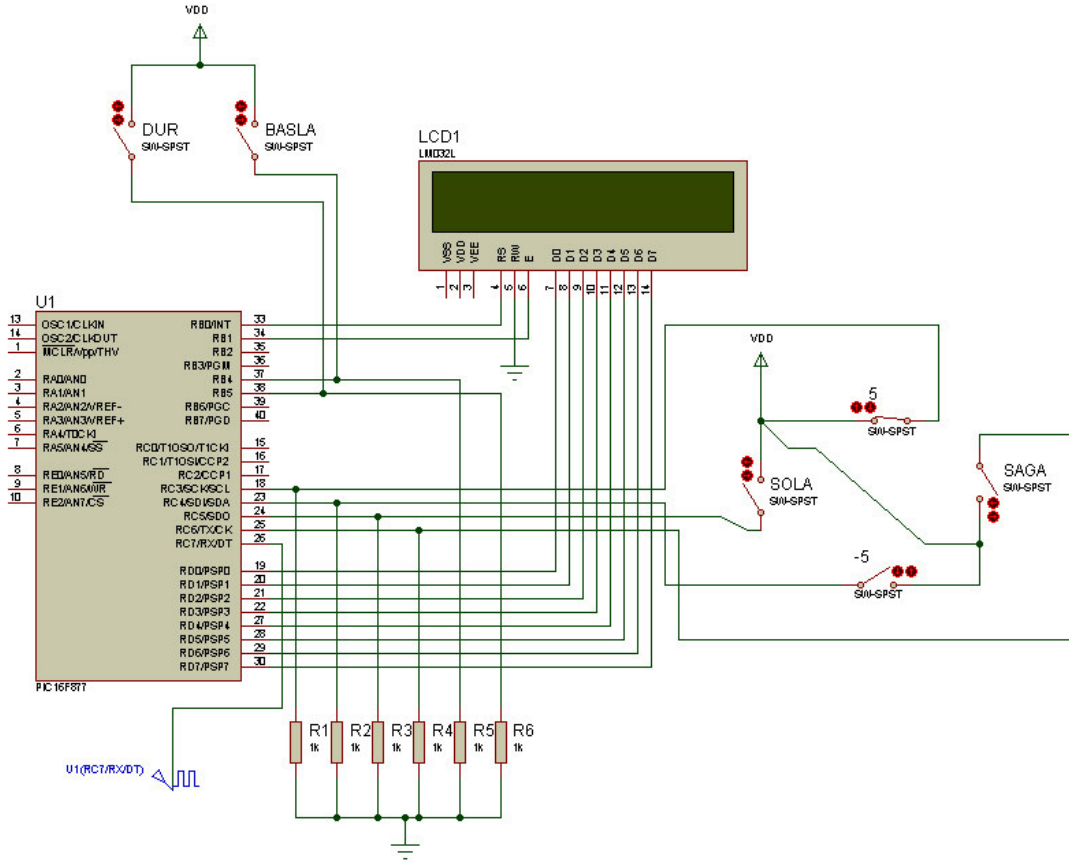 VDD
DUR
SW-SPST
BASLA
SW-SPST
LCD1
LM032L
VSS
VDD
VEE
RS
RW
E
D0
D1
D2
D3
D4
D5
D6
D7
1
2
3
4
5
6
7
8
9
10
11
12
13
14
U1
13 OSC1/CLKIN RB0/INT 33
14 OSC2/CLKOUT RB1 34
1 MCLR/Vpp/THV RB2 35
RB3/PGM 36
2 RA0/AN0 RB4 37
3 RA1/AN1 RB5 38
4 RA2/AN2/VREF- RB6/PGC 39
5 RA3/AN3/VREF+ RB7/PGD 40
6 RA4/T0CKI
7 RA5/AN4/SS RC0/T1OSO/T1CKI 15
RC1/T1OSI/CCP2 16
8 RE0/AN5/RD RC2/CCP1 17
9 RE1/AN6/WR RC3/SCK/SCL 18
10 RE2/AN7/CS RC4/SDI/SDA 23
RC5/SDO 24
RC6/TX/CK 25
RC7/RX/DT 26
RD0/PSP0 19
RD1/PSP1 20
RD2/PSP2 21
RD3/PSP3 22
RD4/PSP4 27
RD5/PSP5 28
RD6/PSP6 29
RD7/PSP7 30
PIC16F877
VDD
5
SW-SPST
SOLA
SW-SPST
SAGA
SW-SPST
-5
SW-SPST
R1
1k
R2
1k
R3
1k
R4
1k
R5
1k
R6
1k
U1(RC7/RX/DT)